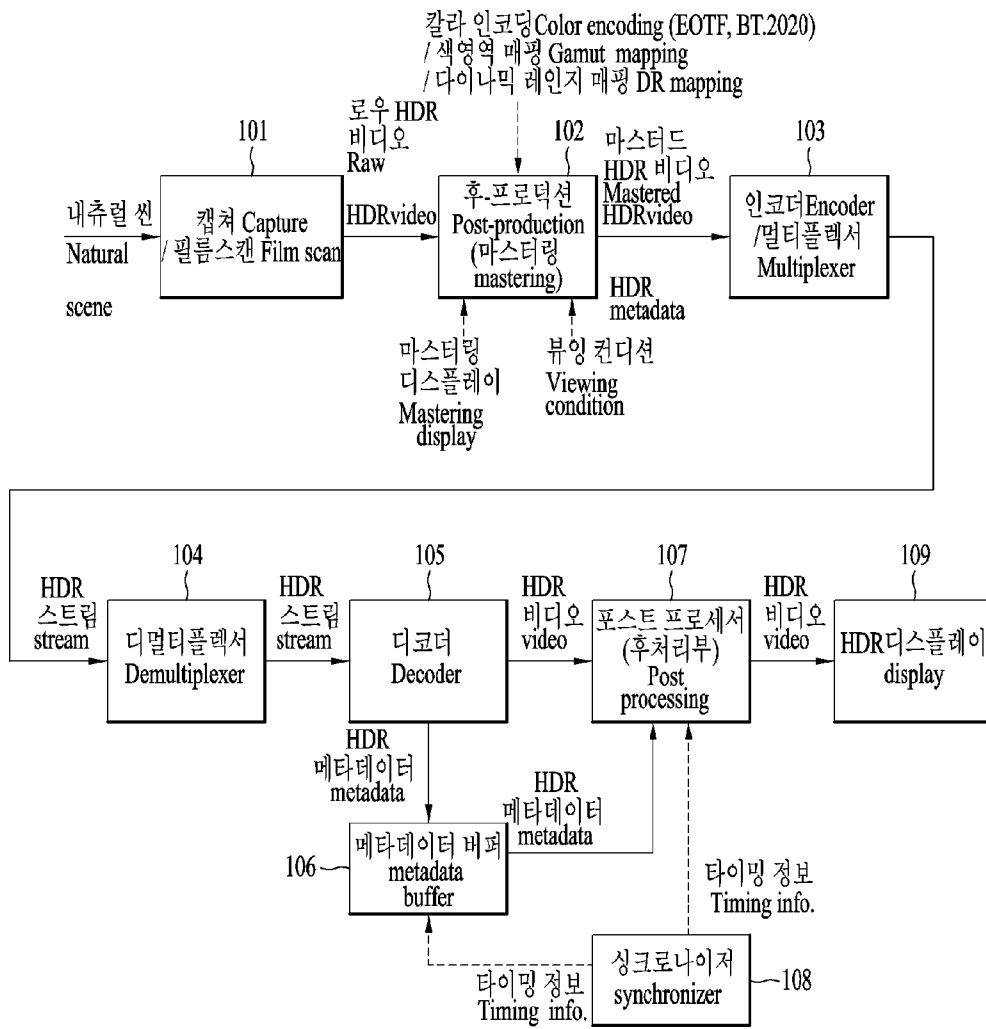 칼라 인코딩Color encoding (EOTF, BT.2020)
/ 색영역 매핑 Gamut mapping
/ 다이나믹 레인지 매핑 DR mapping
101
로우 HDR
비디오
Raw
HDRvideo
102
마스터드
HDR 비디오
Mastered
HDRvideo
103
내츄럴 씬
Natural
scene
캡쳐 Capture
/ 필름스캔 Film scan
후-프로덕션
Post-production
(마스터링
mastering)
HDR
metadata
인코더Encoder
/멀티플렉서
Multiplexer
마스터링
디스플레이
Mastering
display
뷰잉 컨디션
Viewing
condition
HDR
스트림
stream
104
디멀티플렉서
Demultiplexer
HDR
스트림
stream
105
디코더
Decoder
HDR
비디오
video
107
포스트 프로세서
(후처리부)
Post
processing
HDR
비디오
video
109
HDR디스플레이
display
HDR
메타데이터
metadata
HDR
메타데이터
metadata
106
메타데이터 버퍼
metadata
buffer
타이밍 정보
Timing info.
타이밍 정보
Timing info.
싱크로나이저
synchronizer
108